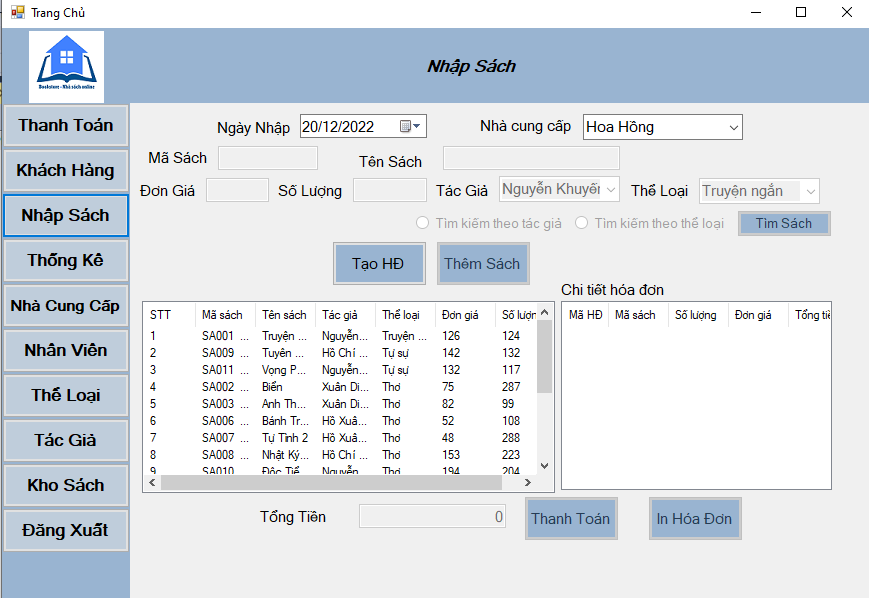 Trang Chủ
Bookstore - Nhà sách online
Nhập Sách
Thanh Toán
Khách Hàng
Nhập Sách
Thống Kê
Nhà Cung Cấp
Nhân Viên
Thể Loại
Tác Giả
Kho Sách
Đăng Xuất
Ngày Nhập 20/12/2022 Nhà cung cấp Hoa Hồng
Mã Sách Tên Sách
Đơn Giá Số Lượng Tác Giả Nguyễn Khuyến Thể Loại Truyện ngắn
Tìm kiếm theo tác giả Tìm kiếm theo thể loại Tìm Sách
Tạo HĐ Thêm Sách
STT Mã sách Tên sách Tác giả Thể loại Đơn giá Số lượn
1 SA001 ... Truyện ... Nguyễn... Truyện ... 126 124
2 SA009 ... Tuyên ... Hồ Chí ... Tự sự 142 132
3 SA011 ... Vọng P... Nguyễn... Tự sự 132 117
4 SA002 ... Biển Xuân Di... Thơ 75 287
5 SA003 ... Anh Th... Xuân Di... Thơ 82 99
6 SA006 ... Bánh Tr... Hồ Xuâ... Thơ 52 108
7 SA007 ... Tự Tình 2 Hồ Xuâ... Thơ 48 288
8 SA008 ... Nhật Ký... Hồ Chí ... Thơ 153 223
9 SA010 Độc Tiể Nguyễn Thơ 194 204
Chi tiết hóa đơn
Mã HĐ Mã sách Số lượng Đơn giá Tổng tiề
Tổng Tiền 0 Thanh Toán In Hóa Đơn